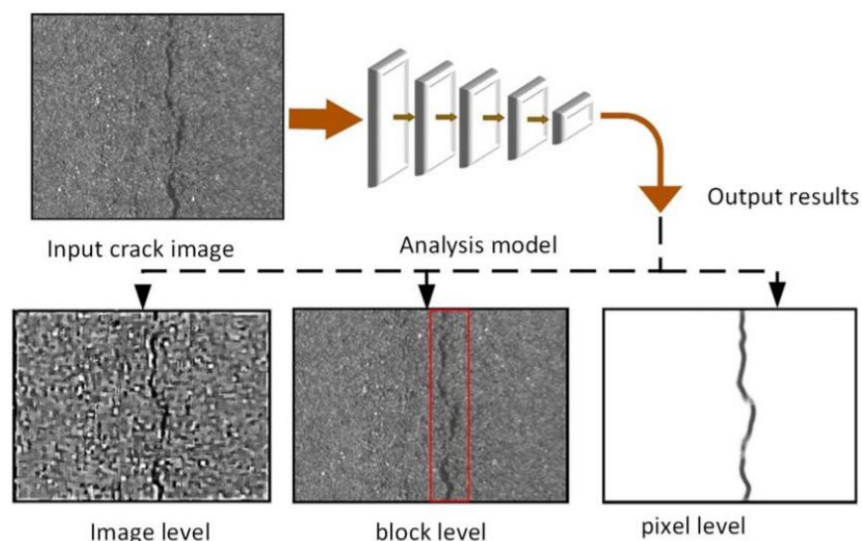 Input crack image
Analysis model
Output results
Image level
block level
pixel level